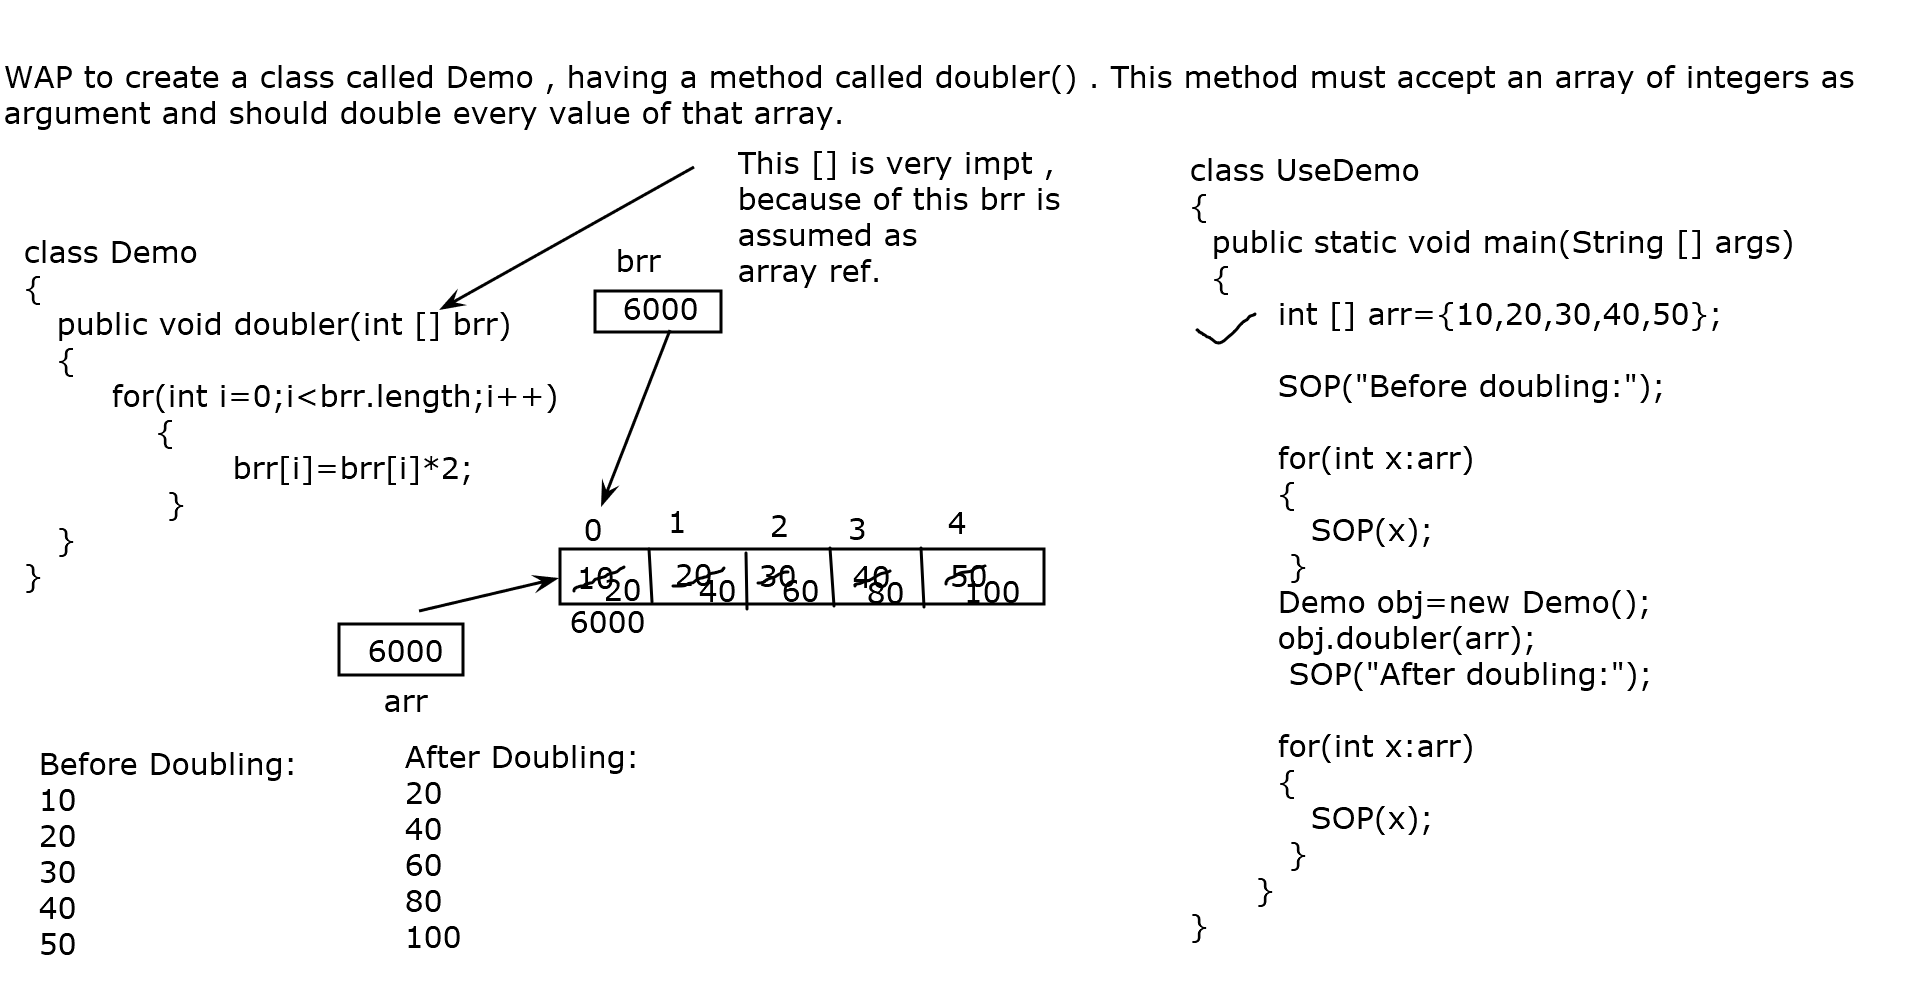 WAP to create a class called Demo , having a method called doubler() . This method must accept an array of integers as
argument and should double every value of that array.
class Demo
{
public void doubler(int [] brr)
{
for(int i=0;i<brr.length;i++)
{
brr[i]=brr[i]*2;
}
}
}
This [] is very impt ,
because of this brr is
assumed as
array ref.
brr
6000
0 1 2 3 4
10 20 30 40 50
20 40 60 80 100
6000
6000
arr
Before Doubling:
10
20
30
40
50
After Doubling:
20
40
60
80
100
class UseDemo
{
public static void main(String [] args)
{
int [] arr={10,20,30,40,50};
SOP("Before doubling:");
for(int x:arr)
{
SOP(x);
}
Demo obj=new Demo();
obj.doubler(arr);
SOP("After doubling:");
for(int x:arr)
{
SOP(x);
}
}
}